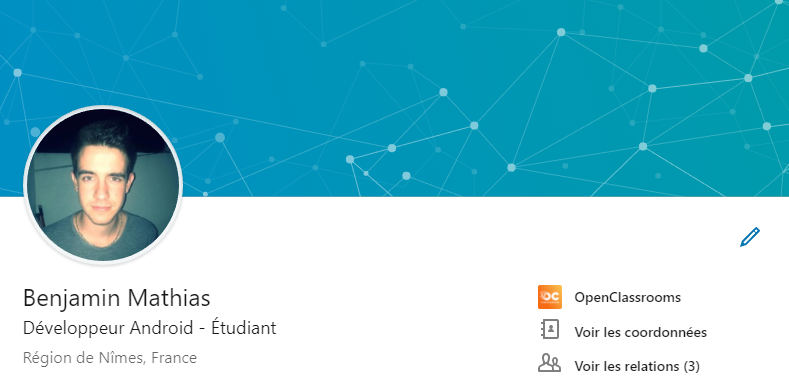 Benjamin Mathias
Développeur Android - Étudiant
Région de Nîmes, France
OC
OpenClassrooms
Voir les coordonnées
Voir les relations (3)